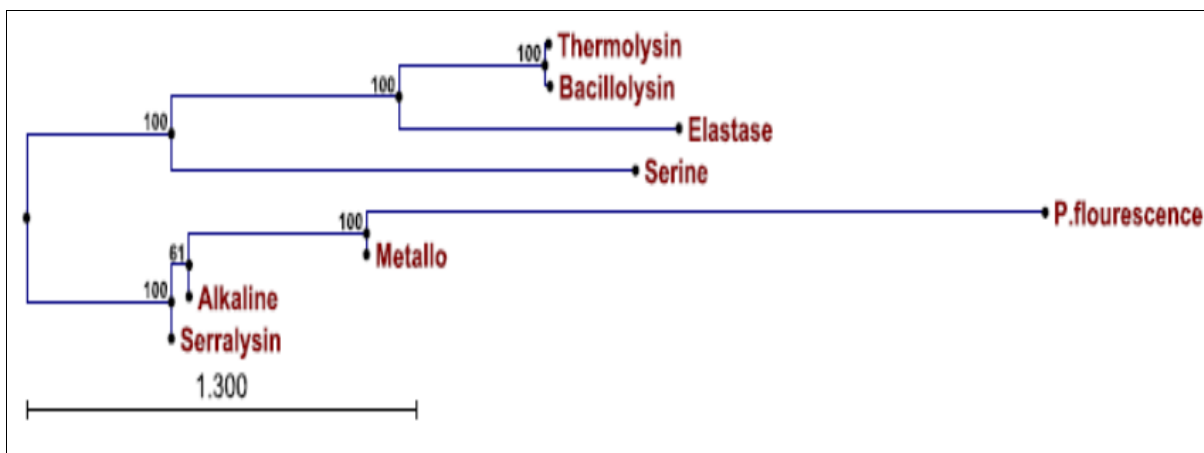 100 Thermolysin
100
Bacillolysin
100
Elastase
Serine
100 P.flourescence
Metallo
61
100 Alkaline
Serralysin
1.300